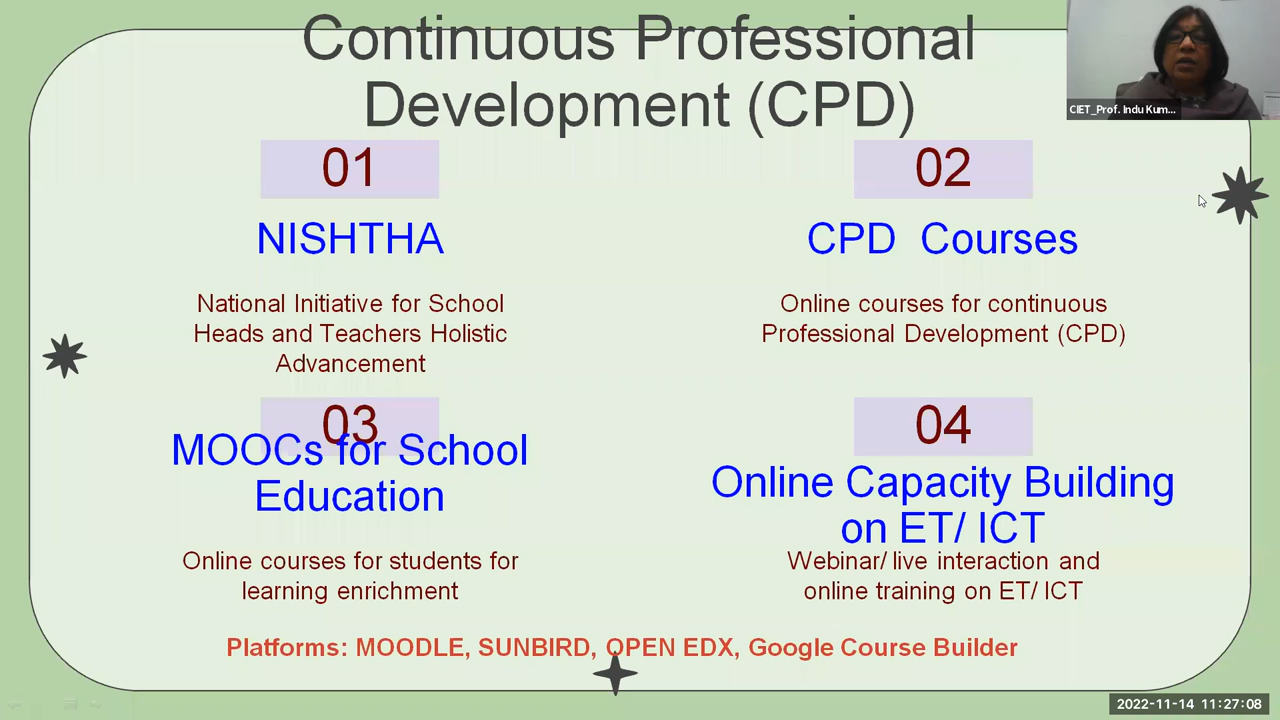 Continuous Professional
Development (CPD)
CIET_Prof. Indu Kum...
01
NISHTHA
National Initiative for School
Heads and Teachers Holistic
Advancement
02
CPD Courses
Online courses for continuous
Professional Development (CPD)
03
MOOCs for School
Education
Online courses for students for
learning enrichment
04
Online Capacity Building
on ET/ ICT
Webinar/ live interaction and
online training on ET/ ICT
Platforms: MOODLE, SUNBIRD, OPEN EDX, Google Course Builder
2022-11-14 11:27:08